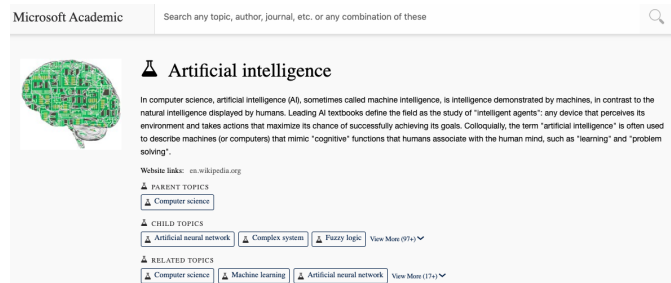 Microsoft Academic
Search any topic, author, journal, etc. or any combination of these
Artificial intelligence
In computer science, artificial intelligence (AI), sometimes called machine intelligence, is intelligence demonstrated by machines, in contrast to the
natural intelligence displayed by humans. Leading AI textbooks define the field as the study of "intelligent agents": any device that perceives its
environment and takes actions that maximize its chance of successfully achieving its goals. Colloquially, the term "artificial intelligence" is often used
to describe machines (or computers) that mimic "cognitive" functions that humans associate with the human mind, such as "learning" and "problem
solving".
Website links: en.wikipedia.org
PARENT TOPICS
Computer science
CHILD TOPICS
Artificial neural network Complex system Fuzzy logic View More (97+)
RELATED TOPICS
Computer science Machine learning Artificial neural network View More (17+)